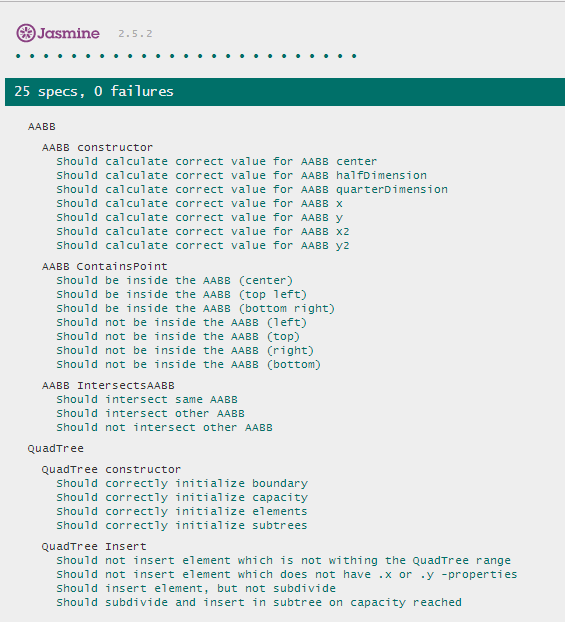 Jasmine 2.5.2
25 specs, 0 failures
AABB
AABB constructor
Should calculate correct value for AABB center
Should calculate correct value for AABB halfDimension
Should calculate correct value for AABB quarterDimension
Should calculate correct value for AABB x
Should calculate correct value for AABB y
Should calculate correct value for AABB x2
Should calculate correct value for AABB y2
AABB ContainsPoint
Should be inside the AABB (center)
Should be inside the AABB (top left)
Should be inside the AABB (bottom right)
Should not be inside the AABB (left)
Should not be inside the AABB (top)
Should not be inside the AABB (right)
Should not be inside the AABB (bottom)
AABB IntersectsAABB
Should intersect same AABB
Should intersect other AABB
Should not intersect other AABB
QuadTree
QuadTree constructor
Should correctly initialize boundary
Should correctly initialize capacity
Should correctly initialize elements
Should correctly initialize subtrees
QuadTree Insert
Should not insert element which is not withing the QuadTree range
Should not insert element which does not have .x or .y -properties
Should insert element, but not subdivide
Should subdivide and insert in subtree on capacity reached